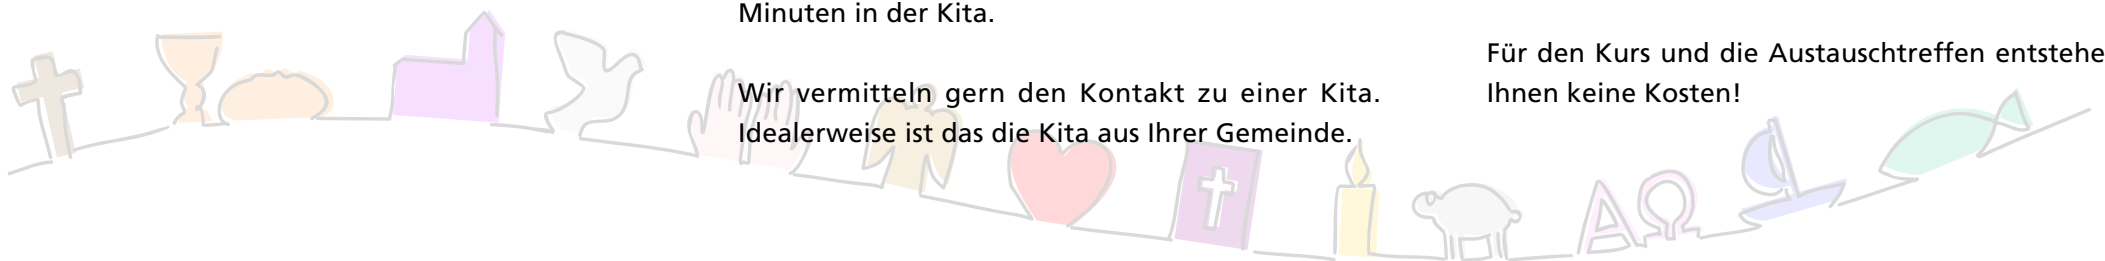 Minuten in der Kita.
Wir vermitteln gern den Kontakt zu einer Kita.
Idealerweise ist das die Kita aus Ihrer Gemeinde.
Für den Kurs und die Austauschtreffen entstehe
Ihnen keine Kosten!
ΑΩ